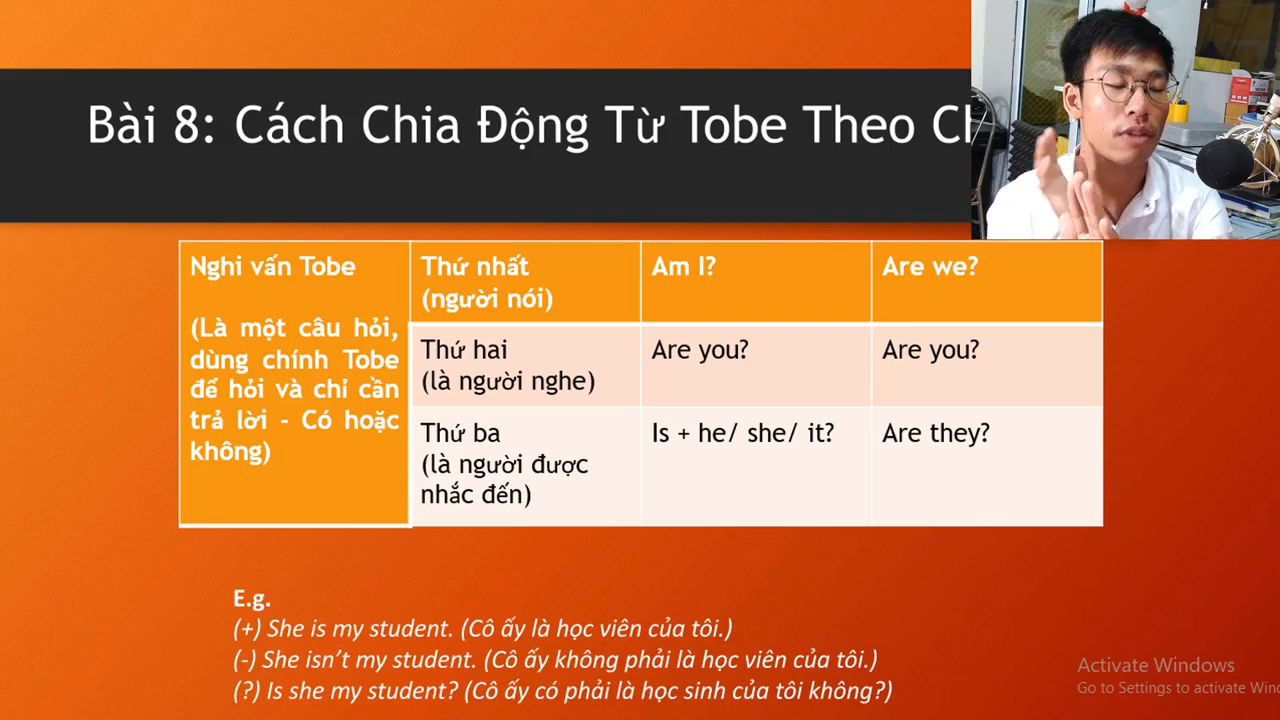 Bài 8: Cách Chia Động Từ Tobe Theo
Nghi vấn Tobe
(Là một câu hỏi,
dùng chính Tobe
để hỏi và chỉ cần
trả lời - Có hoặc
không)
Thứ nhất
(người nói)
Am I?
Are we?
Thứ hai
(là người nghe)
Are you?
Are you?
Thứ ba
(là người được
nhắc đến)
Is + he/ she/ it?
Are they?
E.g.
(+) She is my student. (Cô ấy là học viên của tôi.)
(-) She isn’t my student. (Cô ấy không phải là học viên của tôi.)
(?) Is she my student? (Cô ấy có phải là học sinh của tôi không?)
Activate Windows
Go to Settings to activate